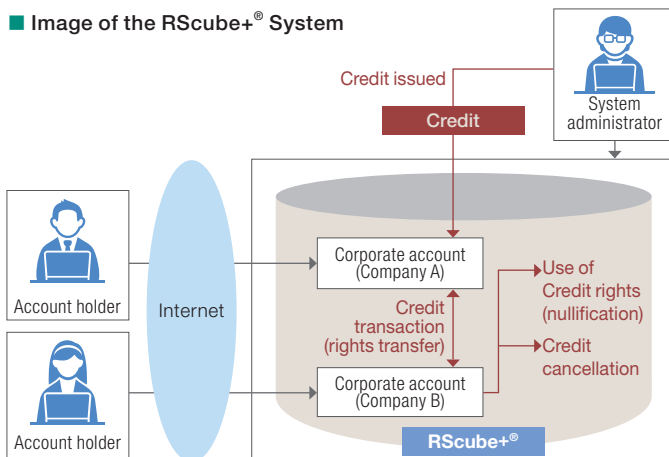 ■ Image of the RScube+® System
Credit issued
Credit
System
administrator
Account holder
Internet
Corporate account
(Company A)
Credit
transaction
(rights transfer)
Use of
Credit rights
(nullification)
Credit
cancellation
Account holder
Corporate account
(Company B)
RScube+®